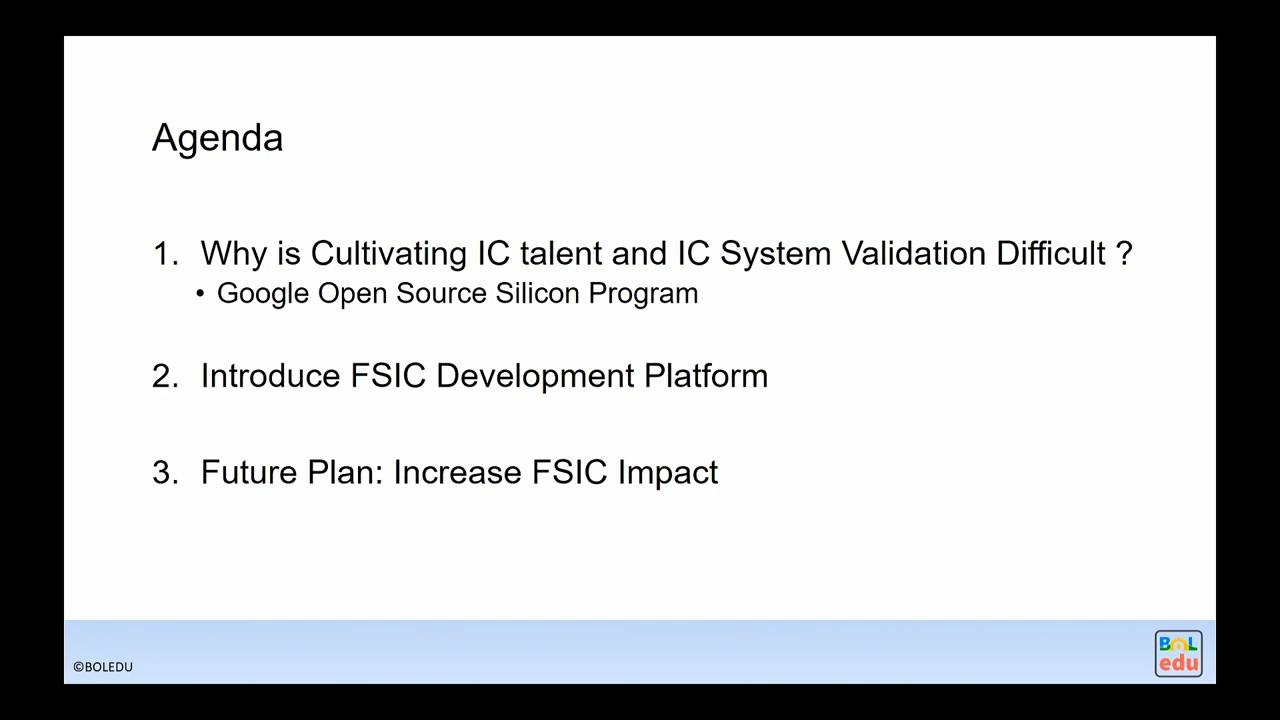 Agenda
1. Why is Cultivating IC talent and IC System Validation Difficult ?
• Google Open Source Silicon Program
2. Introduce FSIC Development Platform
3. Future Plan: Increase FSIC Impact
©BOLEDU
BOL
edu